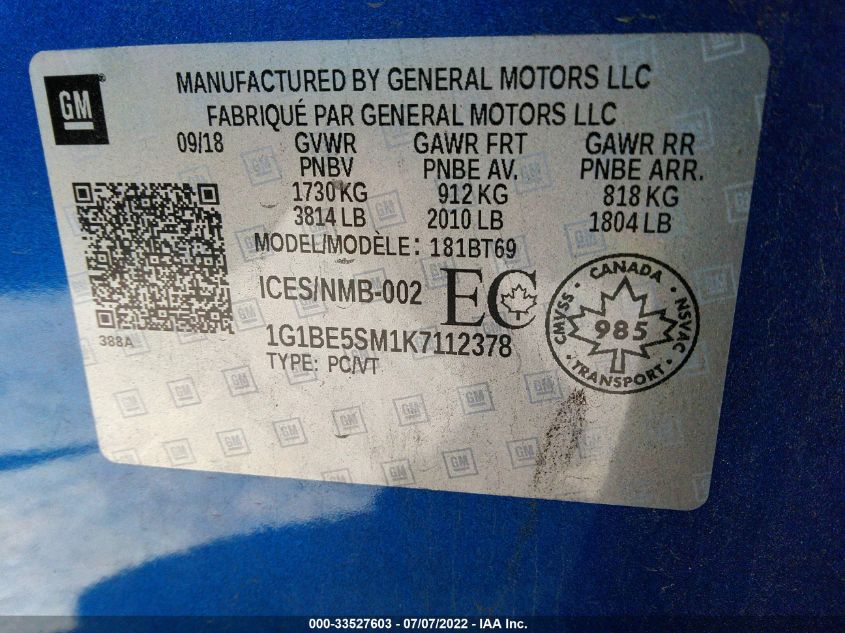 GM
MANUFACTURED BY GENERAL MOTORS LLC
FABRIQUÉ PAR GENERAL MOTORS LLC
09/18 GVWR GAWR FRT GAWR RR
PNBV PNBE AV. PNBE ARR.
1730 KG 912 KG 818 KG
3814 LB 2010 LB 1804 LB
MODEL/MODÈLE: 181BT69
ICES/NMB-002 EC
CANADA
CMVSS 985 NSVAC
TRANSPORT
388A
1G1BE5SM1K7112378
TYPE: PC/VT
000-33527603 - 07/07/2022 - IAA Inc.